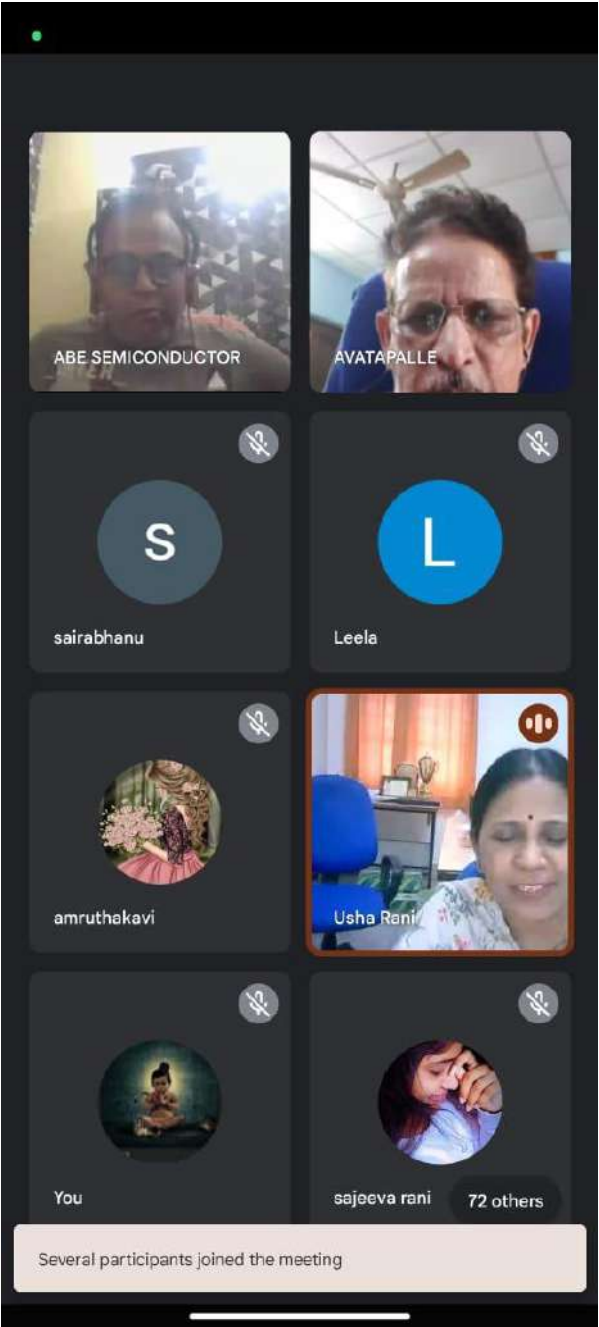 ABE SEMICONDUCTOR
AVATAPALLE
S
sairabhanu
L
Leela
amruthakavi
Usha Rani
You
sajeeva rani
72 others
Several participants joined the meeting